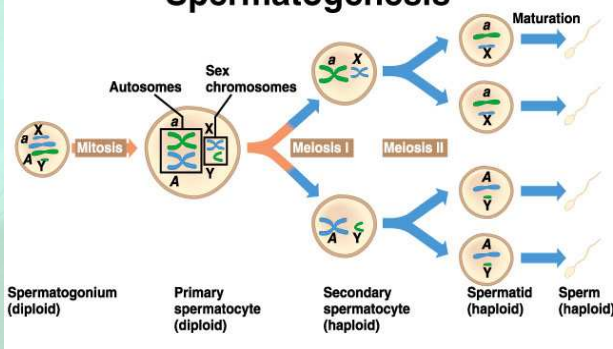 Spermatogenesis
Maturation
Autosomes
Sex
chromosomes
a
X
A
Y
Mitosis
a
X
A
Y
Meiosis I
a
X
A
Y
Meiosis II
a
X
a
X
A
Y
A
Y
Spermatogonium
(diploid)
Primary
spermatocyte
(diploid)
Secondary
spermatocyte
(haploid)
Spermatid
(haploid)
Sperm
(haploid)